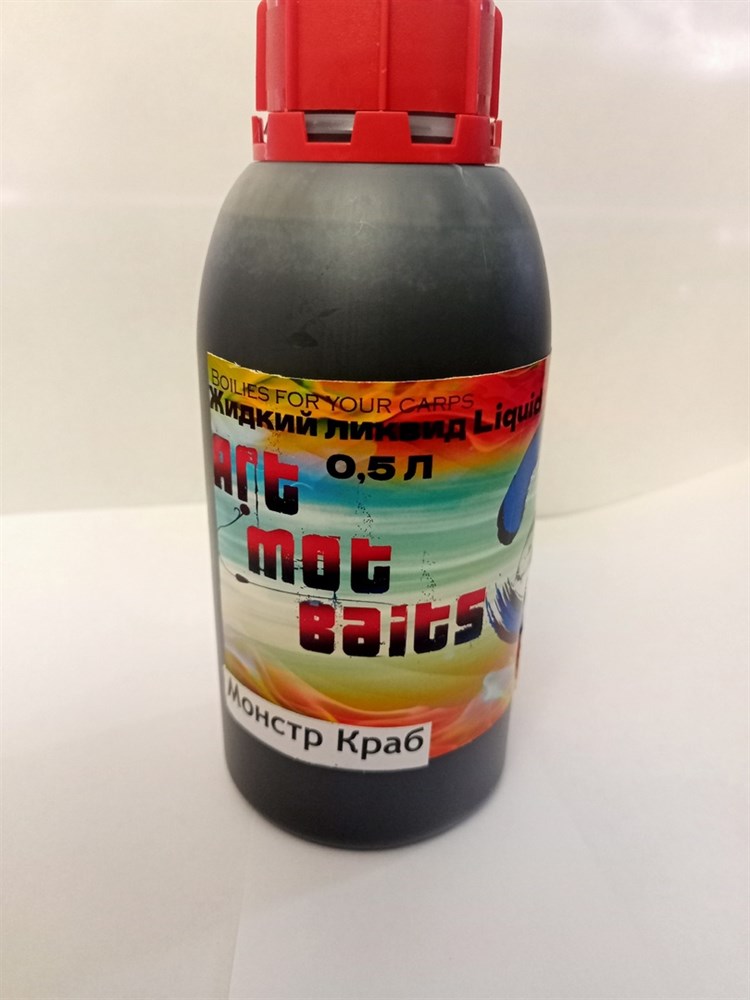 BOILIES FOR YOUR CARPS
Жидкий ликвид Liquid
0,5 Л
Art
mot
Baits
Монстр Краб